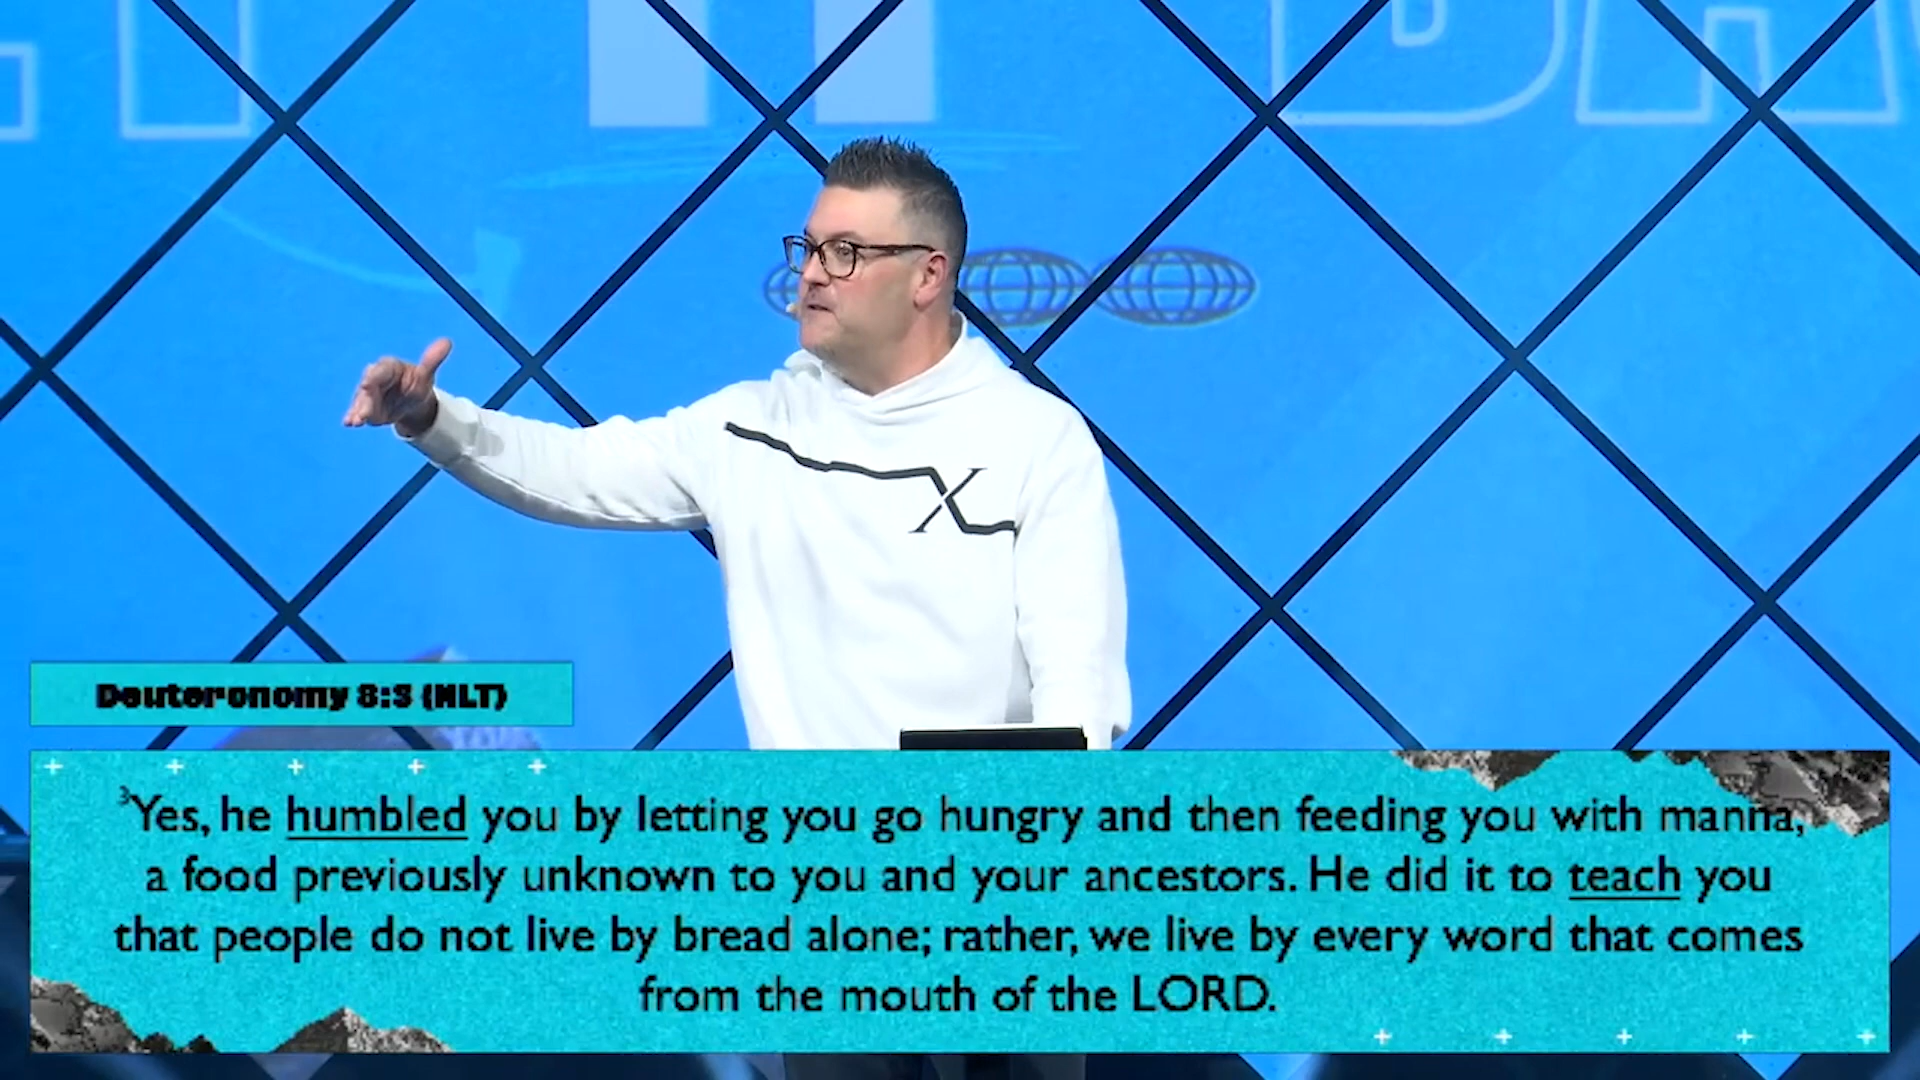 X
Deuteronomy 8:3 (NLT)
³Yes, he humbled you by letting you go hungry and then feeding you with manna,
a food previously unknown to you and your ancestors. He did it to teach you
that people do not live by bread alone; rather, we live by every word that comes
from the mouth of the LORD.